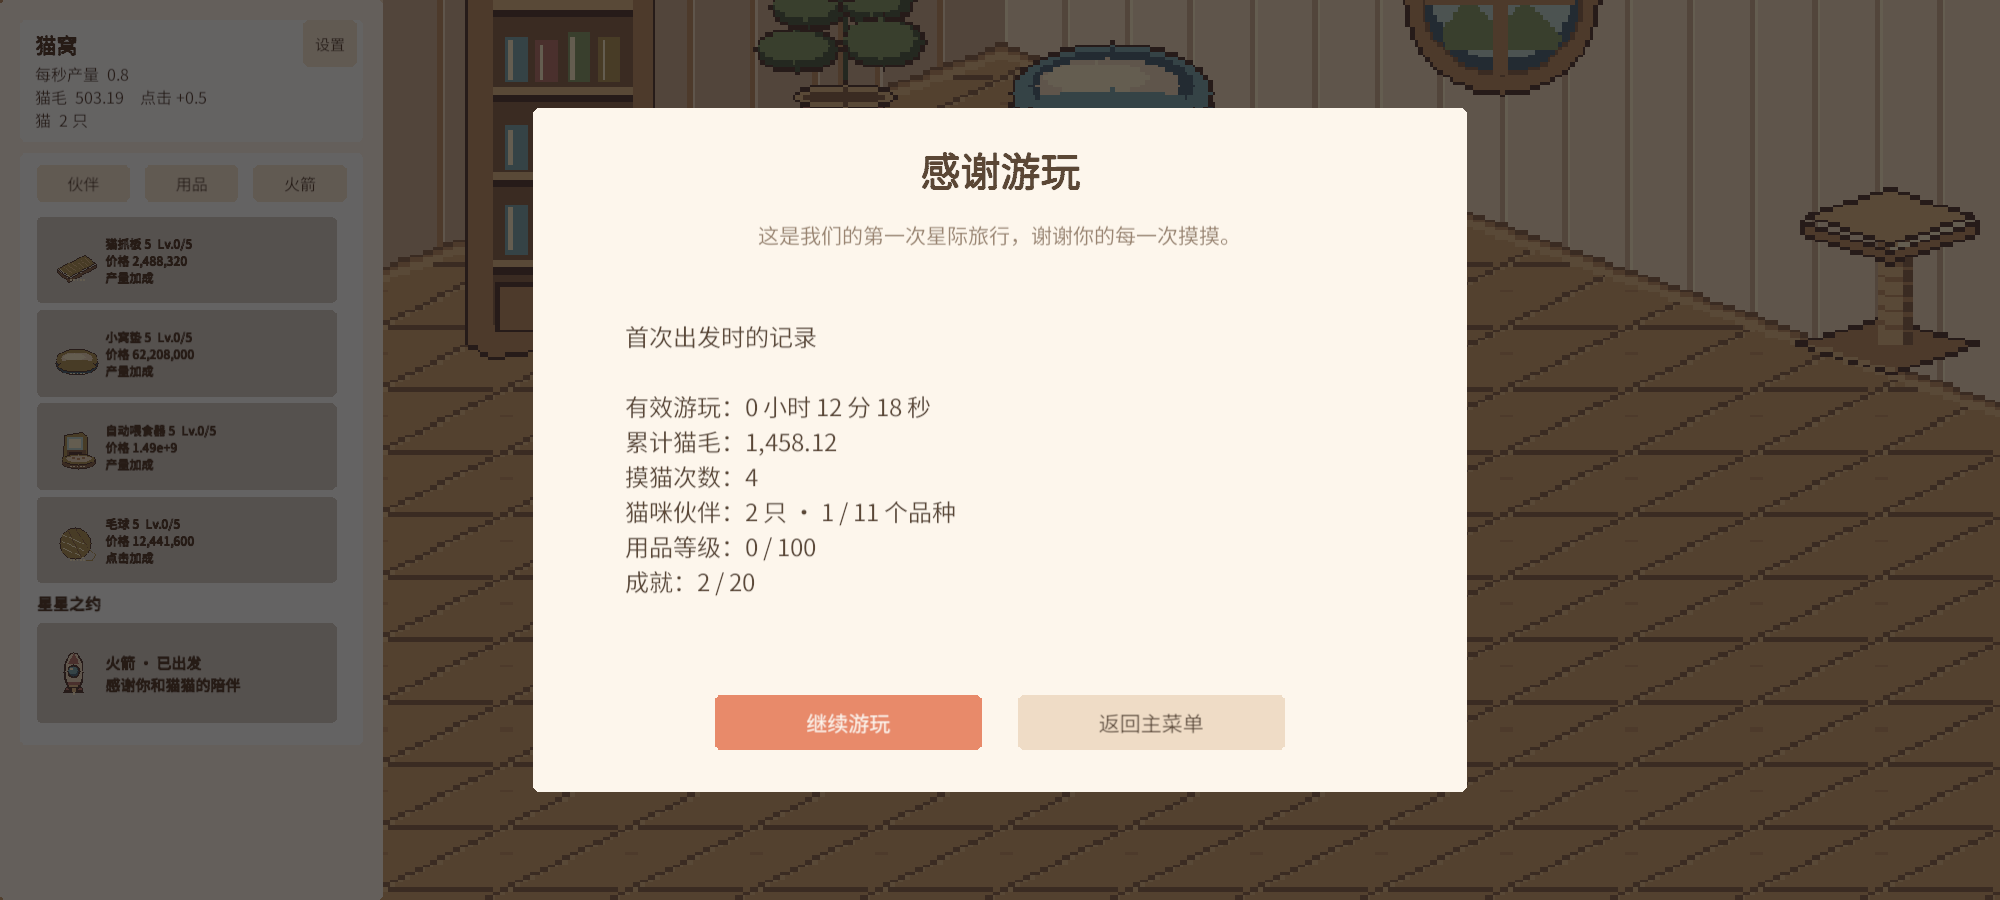 猫窝
设置
每秒产量 0.8
猫毛 503.19 点击 +0.5
猫 2 只
伙伴
用品
火箭
猫抓板 5 Lv.0/5
价格 2,488,320
产量加成
小窝垫 5 Lv.0/5
价格 62,208,000
产量加成
自动喂食器 5 Lv.0/5
价格 1.49e+9
产量加成
毛球 5 Lv.0/5
价格 12,441,600
点击加成
星星之约
火箭 · 已出发
感谢你和猫猫的陪伴
感谢游玩
这是我们的第一次星际旅行，谢谢你的每一次摸摸。
首次出发时的记录
有效游玩：0 小时 12 分 18 秒
累计猫毛：1,458.12
摸猫次数：4
猫咪伙伴：2 只 · 1 / 11 个品种
用品等级：0 / 100
成就：2 / 20
继续游玩
返回主菜单